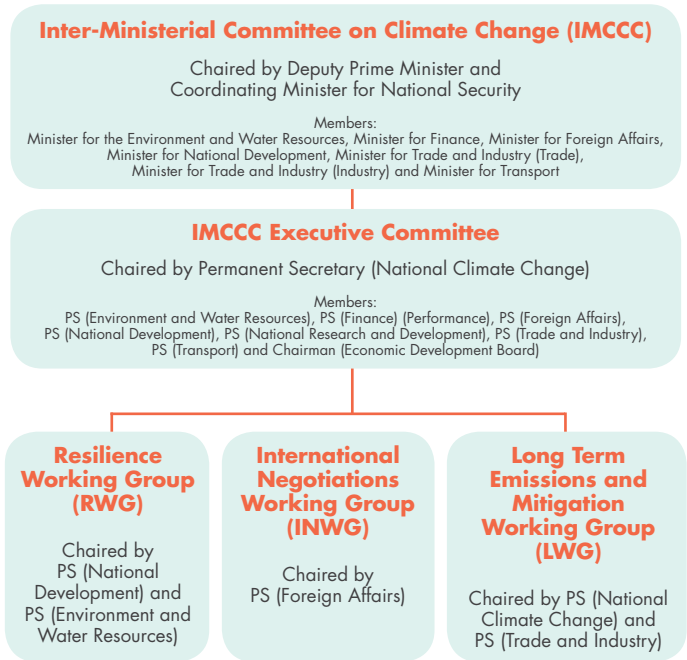 Inter-Ministerial Committee on Climate Change (IMCCC)
Chaired by Deputy Prime Minister and
Coordinating Minister for National Security
Members:
Minister for the Environment and Water Resources, Minister for Finance, Minister for Foreign Affairs,
Minister for National Development, Minister for Trade and Industry (Trade),
Minister for Trade and Industry (Industry) and Minister for Transport
IMCCC Executive Committee
Chaired by Permanent Secretary (National Climate Change)
Members:
PS (Environment and Water Resources), PS (Finance) (Performance), PS (Foreign Affairs),
PS (National Development), PS (National Research and Development), PS (Trade and Industry),
PS (Transport) and Chairman (Economic Development Board)
Resilience
Working Group
(RWG)
Chaired by
PS (National
Development) and
PS (Environment and
Water Resources)
International
Negotiations
Working Group
(INWG)
Chaired by
PS (Foreign Affairs)
Long Term
Emissions and
Mitigation
Working Group
(LWG)
Chaired by PS (National
Climate Change) and
PS (Trade and Industry)